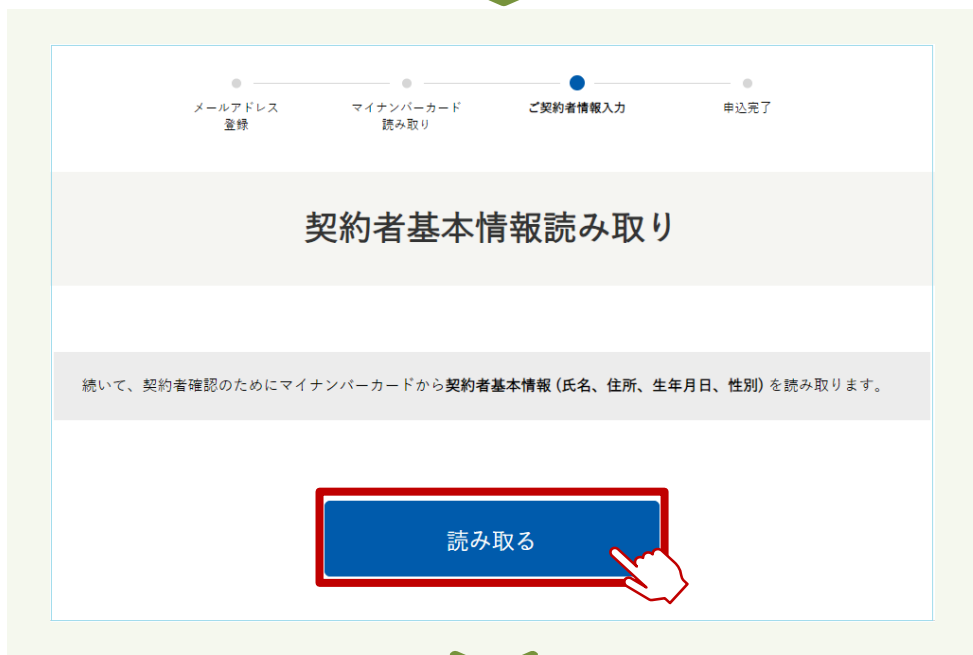 メールアドレス
登録
マイナンバーカード
読み取り
ご契約者情報入力
申込完了
契約者基本情報読み取り
続いて、契約者確認のためにマイナンバーカードから契約者基本情報 (氏名、住所、生年月日、性別) を読み取ります。
読み取る